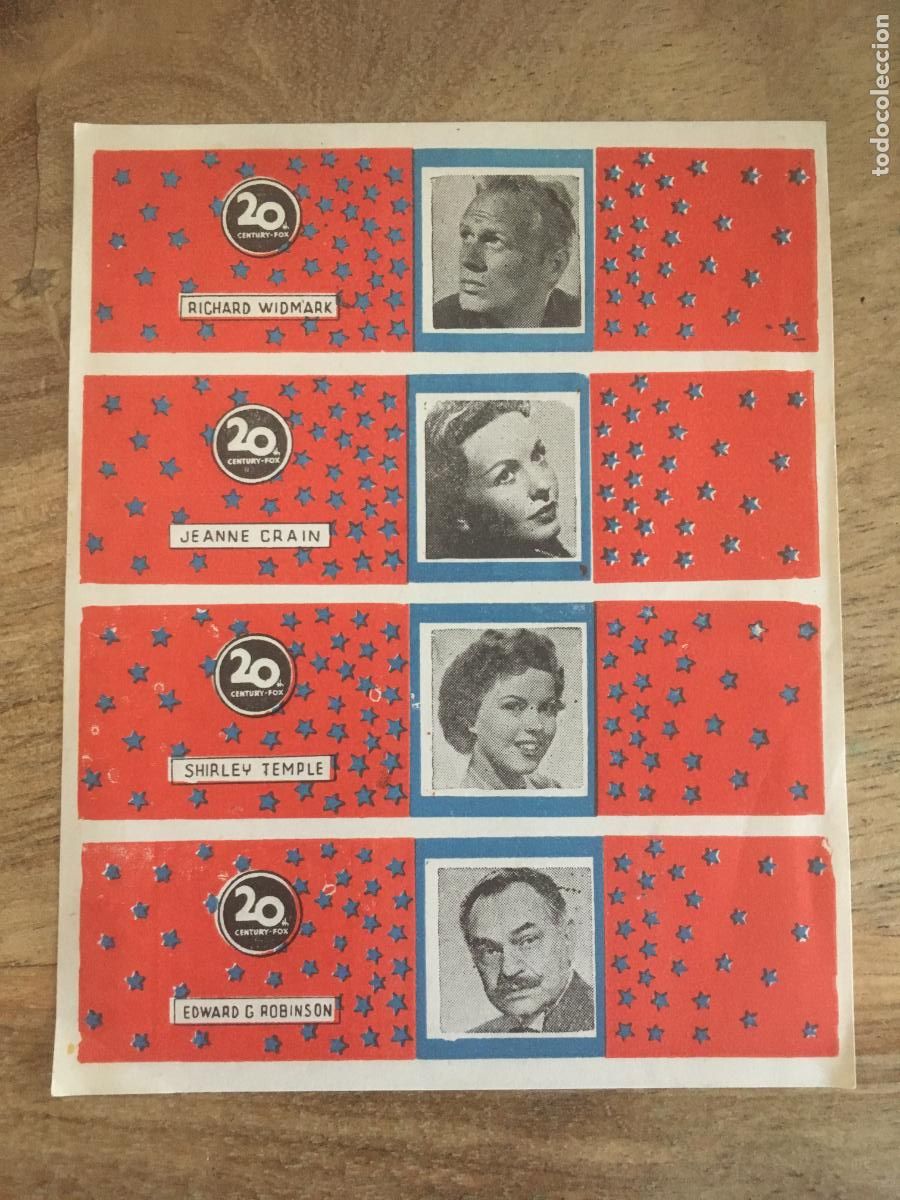 todocoleccion
20th
CENTURY-FOX
RICHARD WIDMARK
20th
CENTURY-FOX
JEANNE CRAIN
20th
CENTURY-FOX
SHIRLEY TEMPLE
20th
CENTURY-FOX
EDWARD G ROBINSON